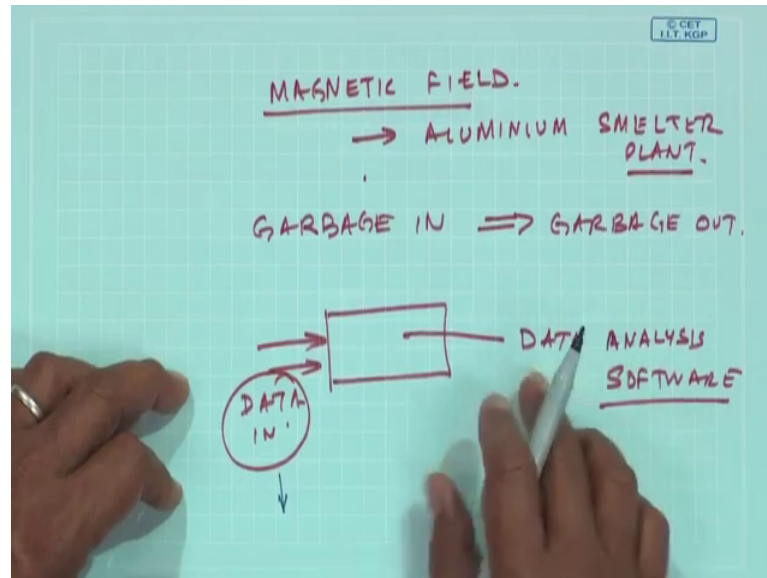 © CET
I.I.T. KGP
MAGNETIC FIELD.
→ ALUMINIUM SMELTER
PLANT.
GARBAGE IN ⇒ GARBAGE OUT.
DATA ANALYSIS
SOFTWARE
DATA
IN